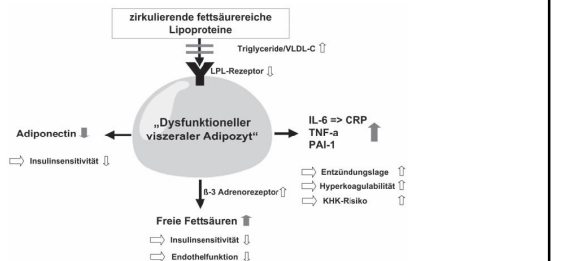 zirkulierende fettsäurereiche
Lipoproteine
Triglyceride/VLDL-C ⇧
LPL-Rezeptor ⇩
„Dysfunktioneller
viszeraler Adipozyt“
Adiponectin ⬇
⇨ Insulinsensitivität ⇩
IL-6 => CRP
TNF-a
PAI-1
⇨ Entzündungslage ⇧
⇨ Hyperkoagulabilität ⇧
⇨ KHK-Risiko ⇧
ß-3 Adrenorezeptor ⇧
Freie Fettsäuren ⬆
⇨ Insulinsensitivität ⇩
⇨ Endothelfunktion ⇩